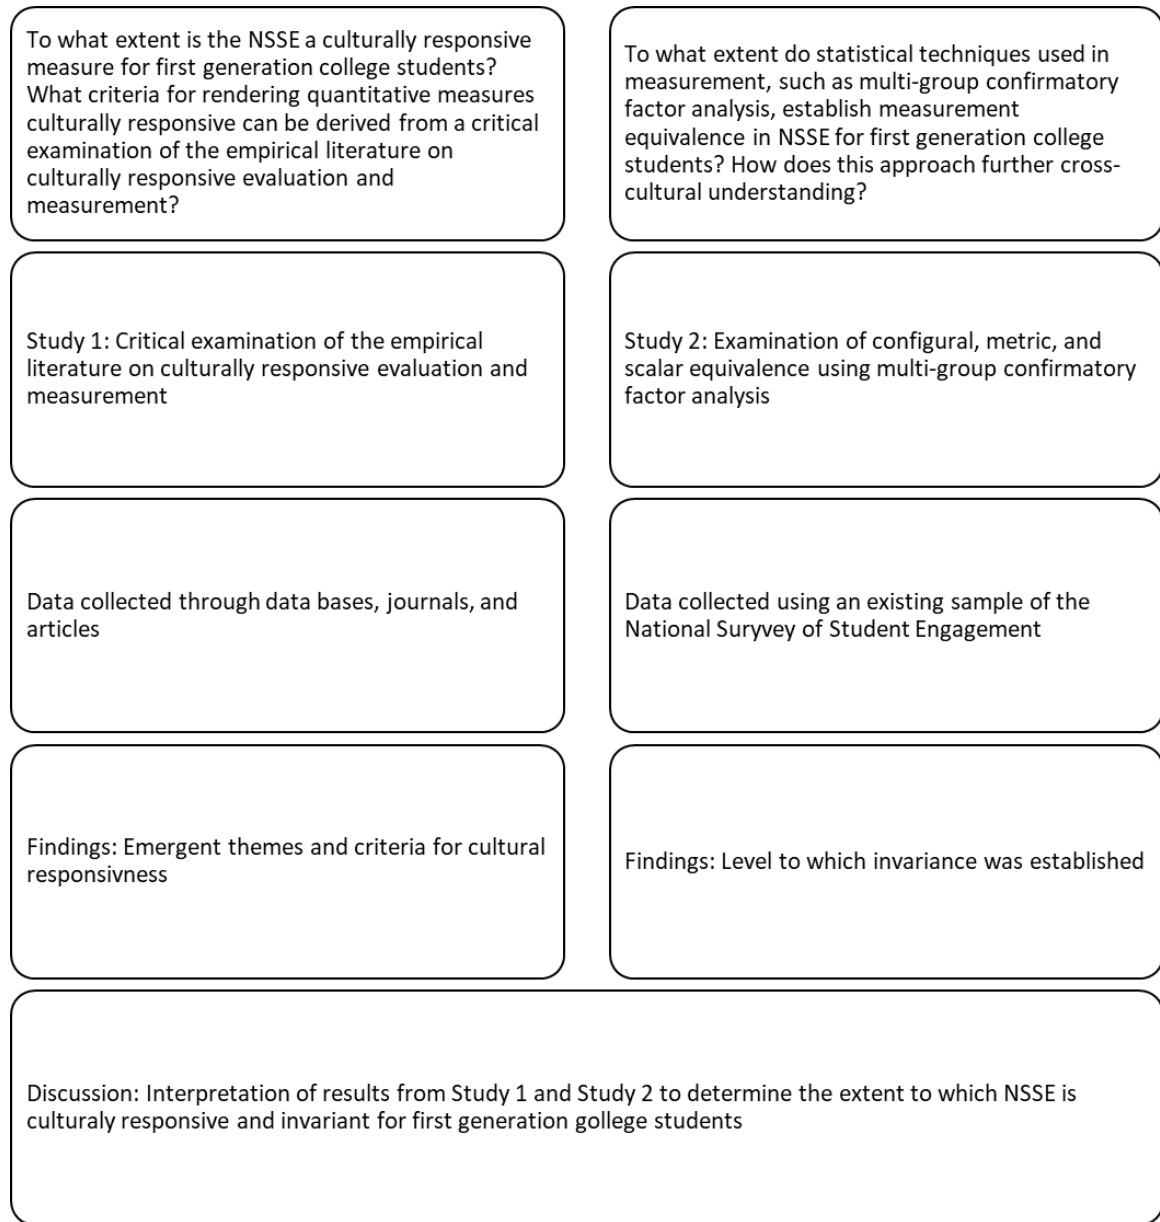 To what extent is the NSSE a culturally responsive
measure for first generation college students?
What criteria for rendering quantitative measures
culturally responsive can be derived from a critical
examination of the empirical literature on
culturally responsive evaluation and
measurement?
To what extent do statistical techniques used in
measurement, such as multi-group confirmatory
factor analysis, establish measurement
equivalence in NSSE for first generation college
students? How does this approach further cross-
cultural understanding?
Study 1: Critical examination of the empirical
literature on culturally responsive evaluation and
measurement
Study 2: Examination of configural, metric, and
scalar equivalence using multi-group confirmatory
factor analysis
Data collected through data bases, journals, and
articles
Data collected using an existing sample of the
National Suryvey of Student Engagement
Findings: Emergent themes and criteria for cultural
responsivness
Findings: Level to which invariance was established
Discussion: Interpretation of results from Study 1 and Study 2 to determine the extent to which NSSE is
culturaly responsive and invariant for first generation gollege students